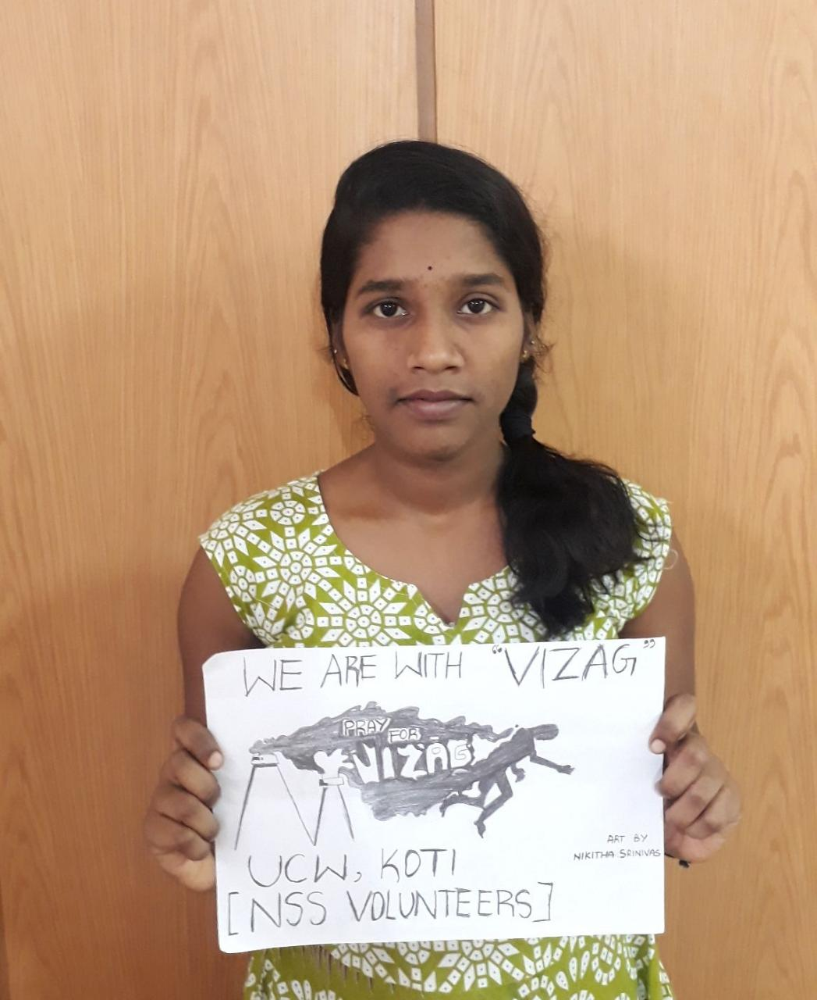 WE ARE WITH "VIZAG"
PRAY
FOR
VIZAG
ART BY
NIKITHA SRINIVAS
UCW, KOTI
[NSS VOLUNTEERS]